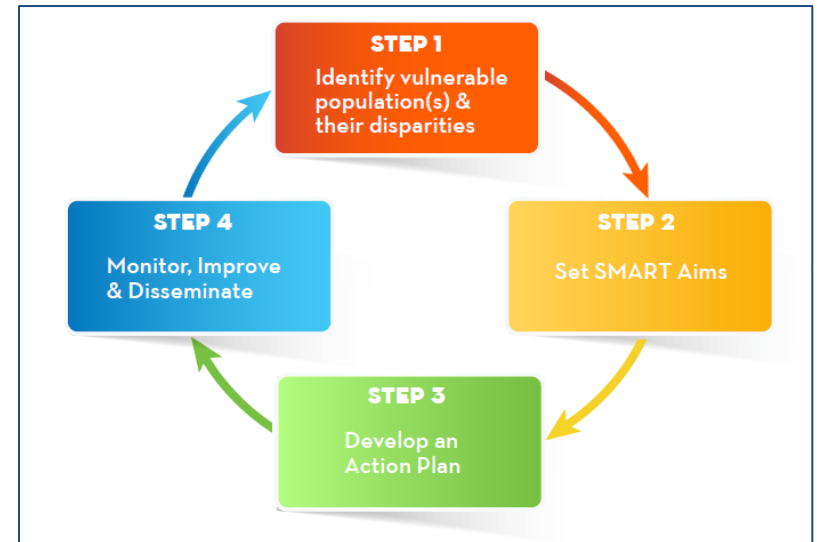 STEP 1
Identify vulnerable
population(s) &
their disparities
STEP 2
Set SMART Aims
STEP 3
Develop an
Action Plan
STEP 4
Monitor, Improve
& Disseminate